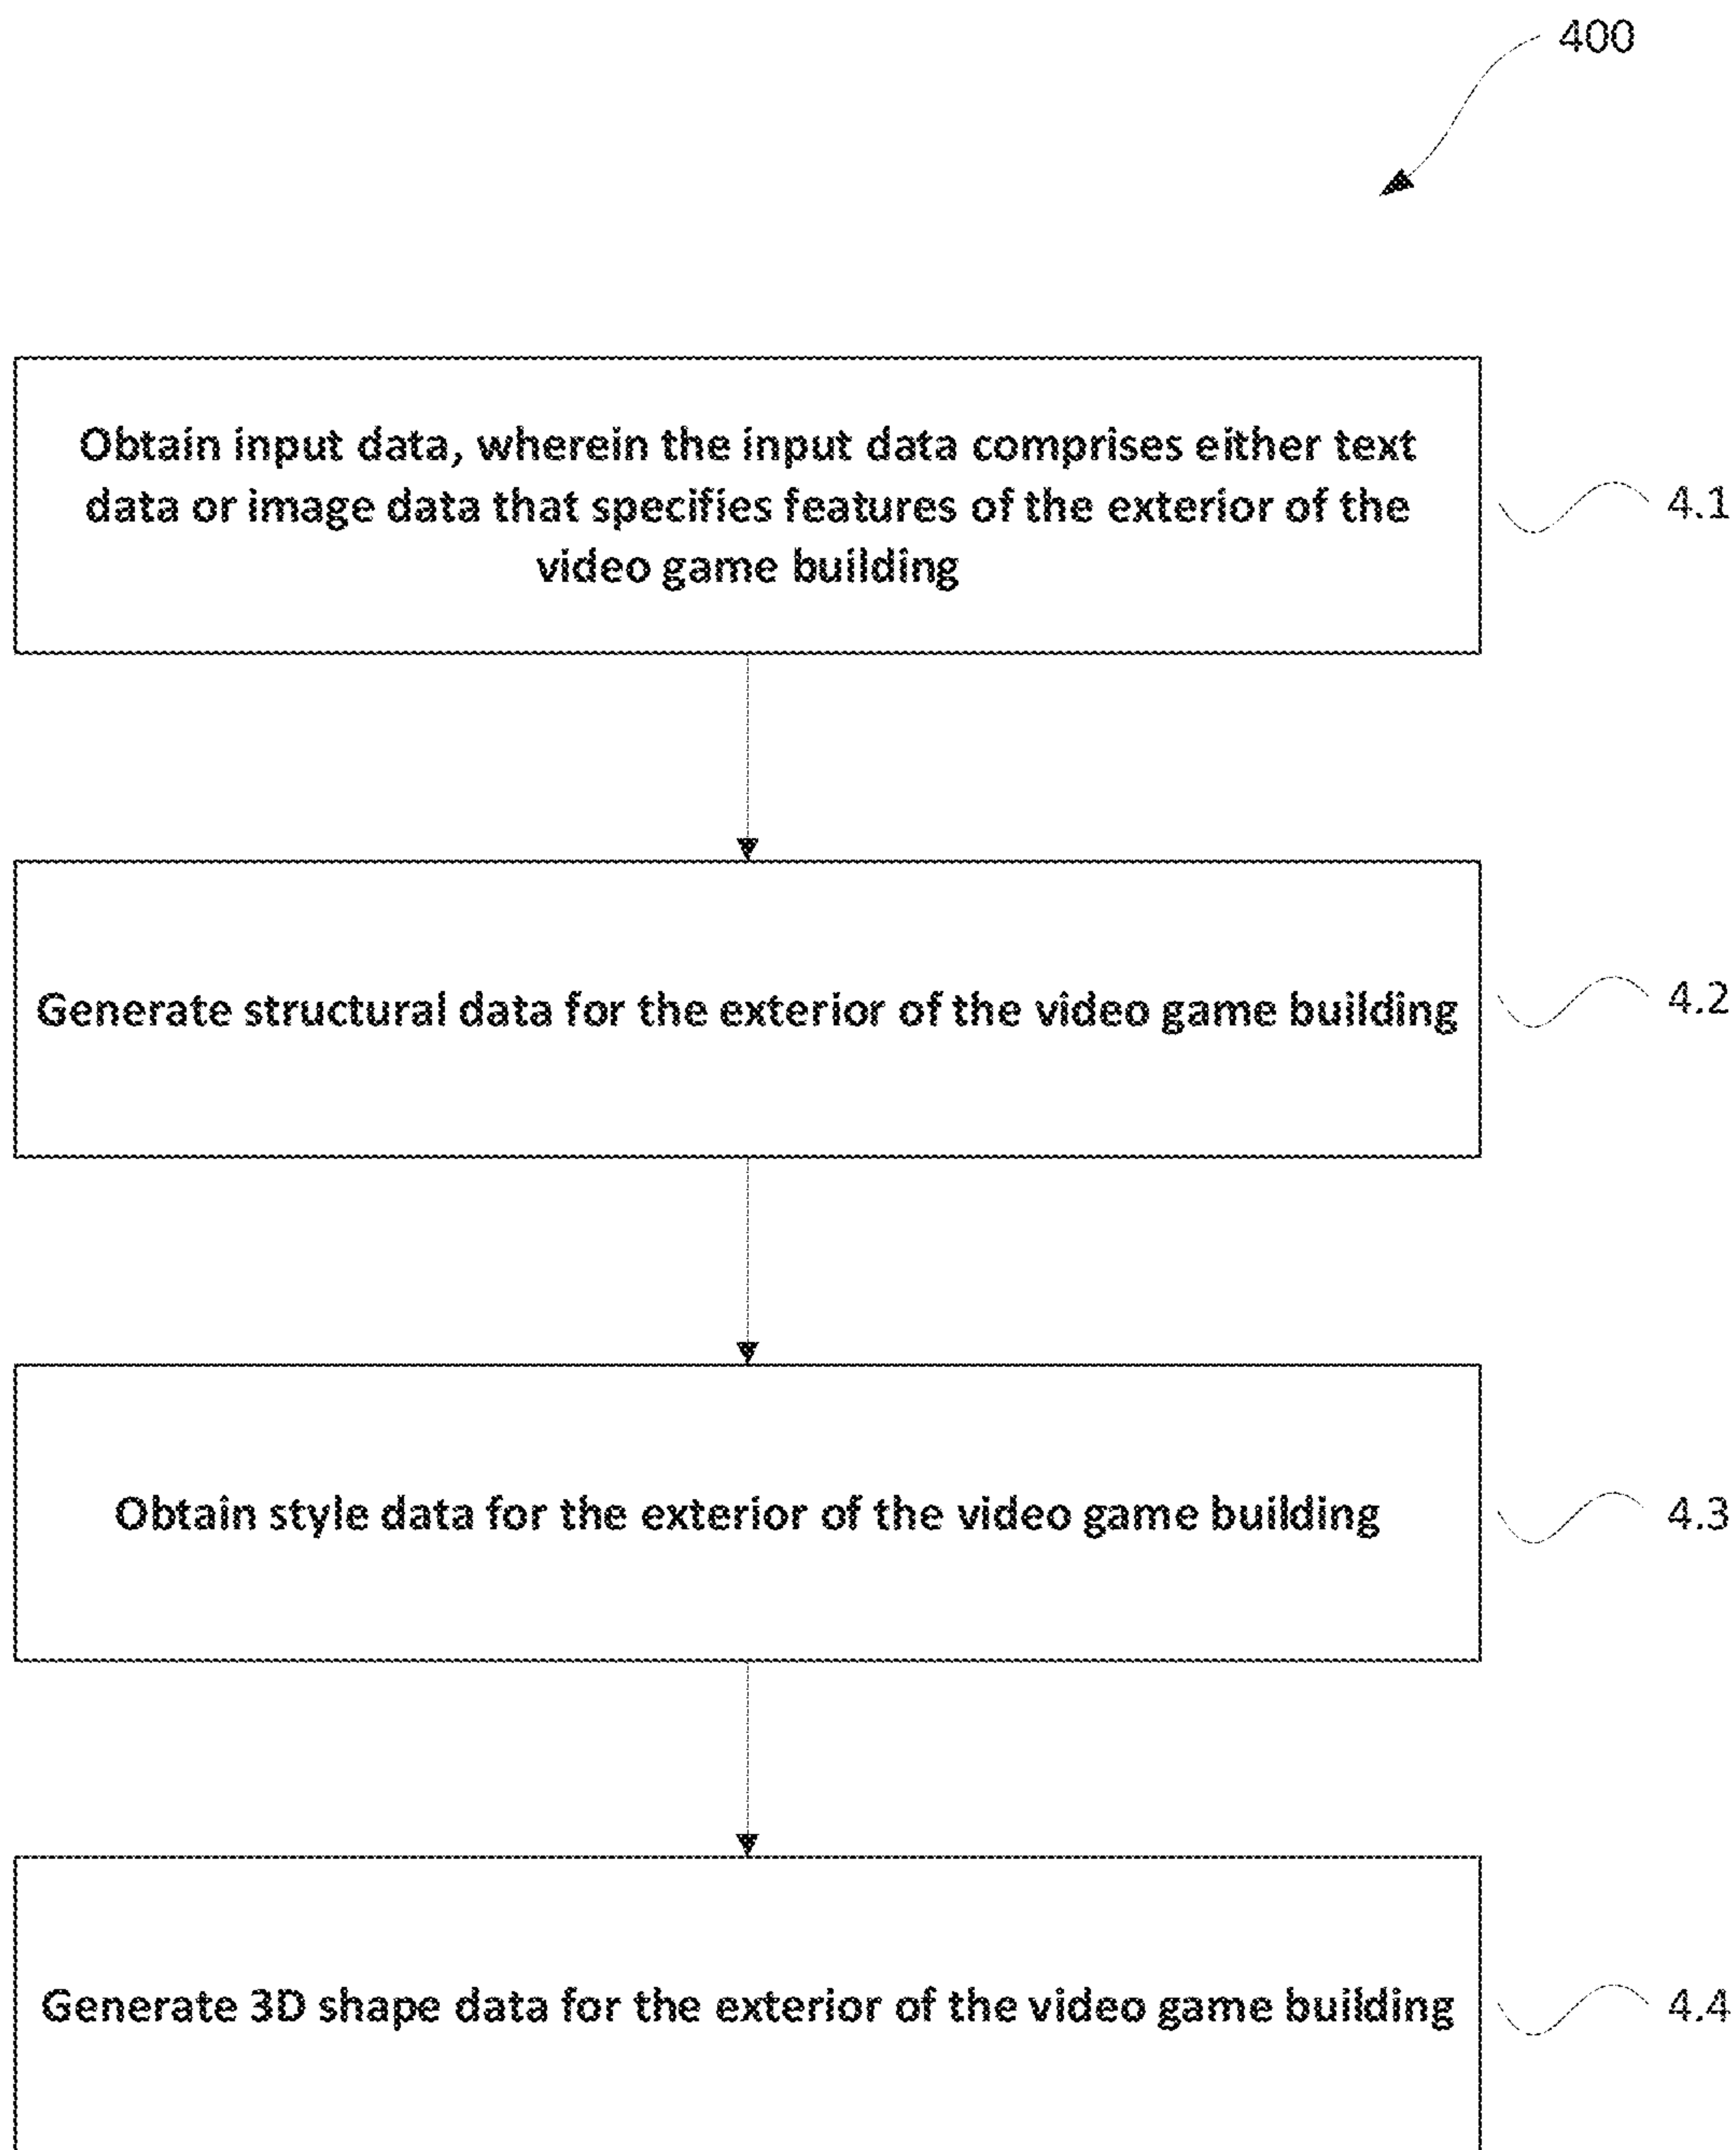 400
Obtain input data, wherein the input data comprises either text
data or image data that specifies features of the exterior of the
video game building
4.1
Generate structural data for the exterior of the video game building
4.2
Obtain style data for the exterior of the video game building
4.3
Generate 3D shape data for the exterior of the video game building
4.4